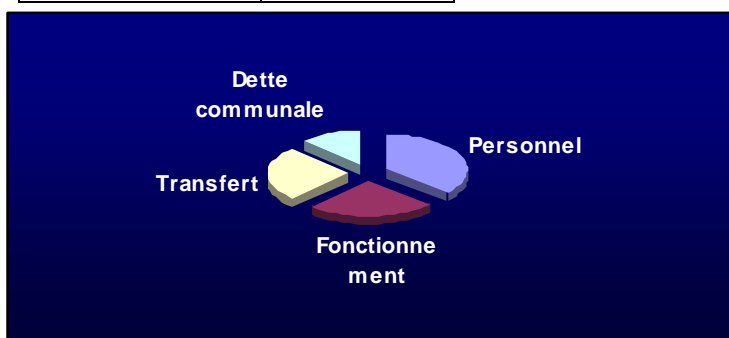 Dette
communale
Personnel
Transfert
Fonctionne
ment